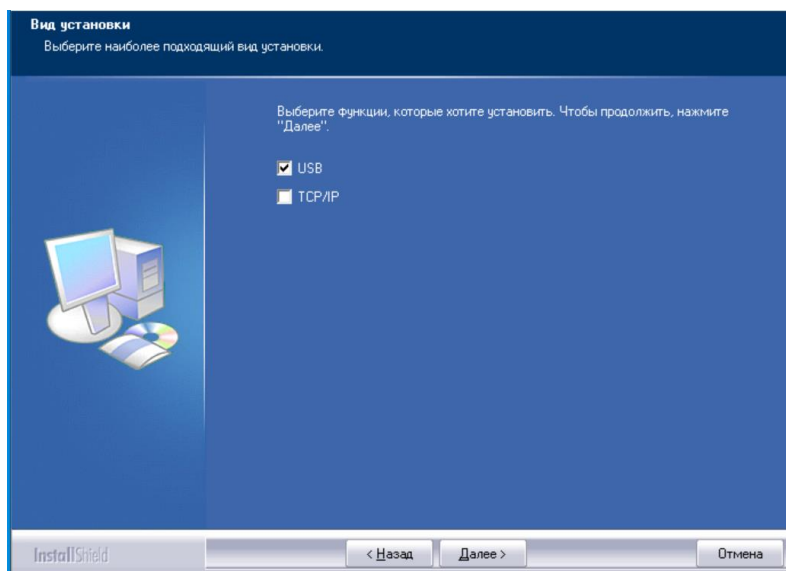 Вид установки
Выберите наиболее подходящий вид установки.
Выберите функции, которые хотите установить. Чтобы продолжить, нажмите
"Далее".
USB
TCP/IP
InstallShield
< Назад
Далее >
Отмена